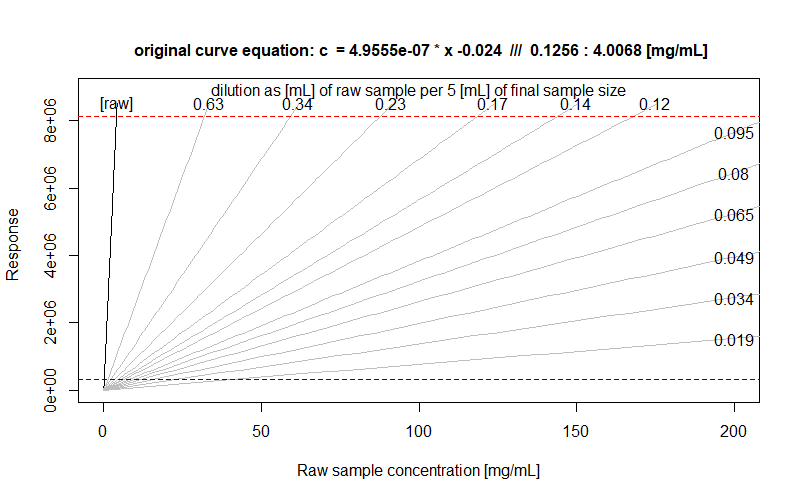 original curve equation: c  = 4.9555e-07 * x -0.024  ///  0.1256 : 4.0068 [mg/mL]
dilution as [mL] of raw sample per 5 [mL] of final sample size
[raw] 0.63 0.34 0.23 0.17 0.14 0.12
0.095
0.08
0.065
0.049
0.034
0.019
8e+06
6e+06
4e+06
2e+06
0e+00
Response
0 50 100 150 200
Raw sample concentration [mg/mL]